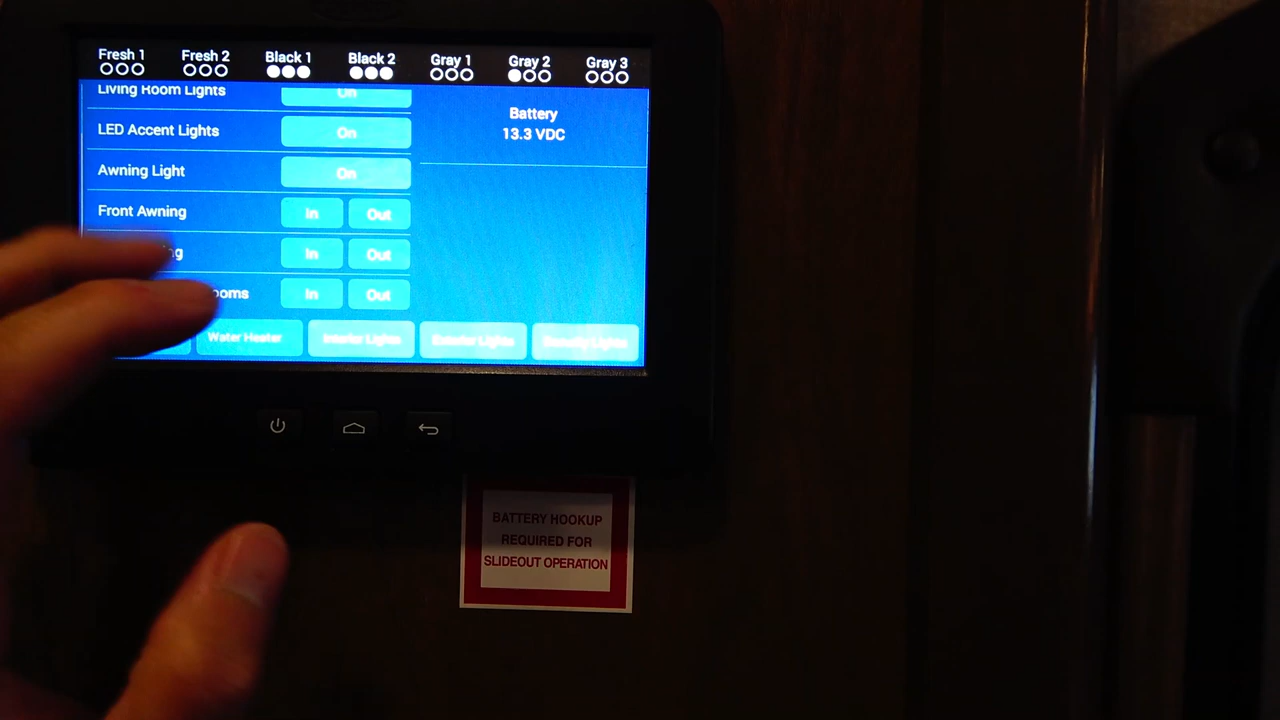 Fresh 1 Fresh 2 Black 1 Black 2 Gray 1 Gray 2 Gray 3
Living Room Lights On
LED Accent Lights On
Awning Light On
Front Awning In Out
In Out
In Out
Battery
13.3 VDC
Water Heater Interior Lights Exterior Lights Security Lights
BATTERY HOOKUP
REQUIRED FOR
SLIDEOUT OPERATION